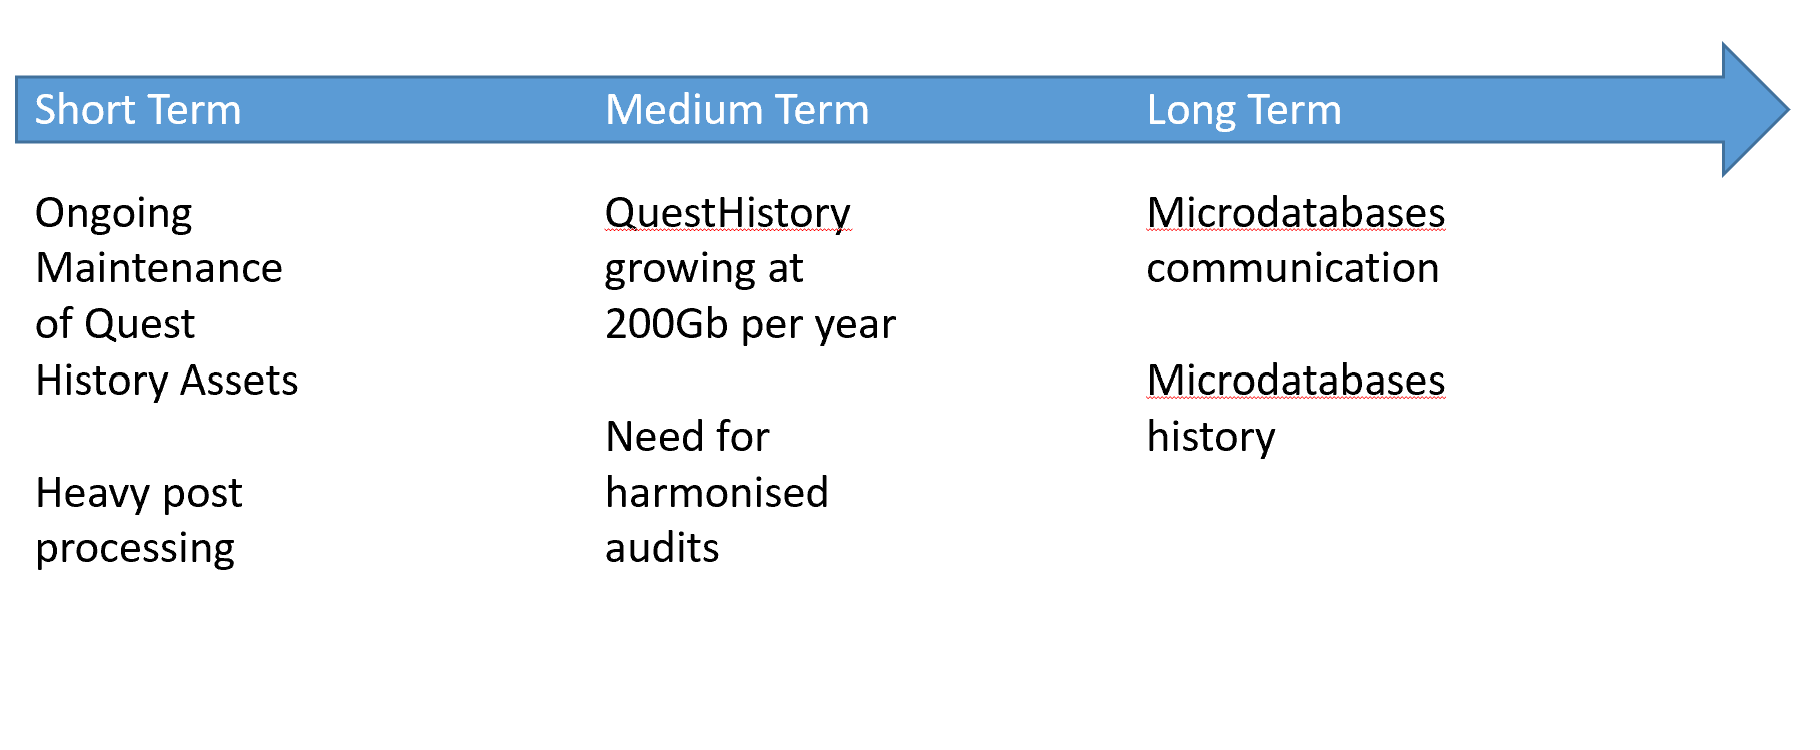 Short Term
Medium Term
Long Term
Ongoing
Maintenance
of Quest
History Assets
Heavy post
processing
QuestHistory
growing at
200Gb per year
Need for
harmonised
audits
Microdatabases
communication
Microdatabases
history